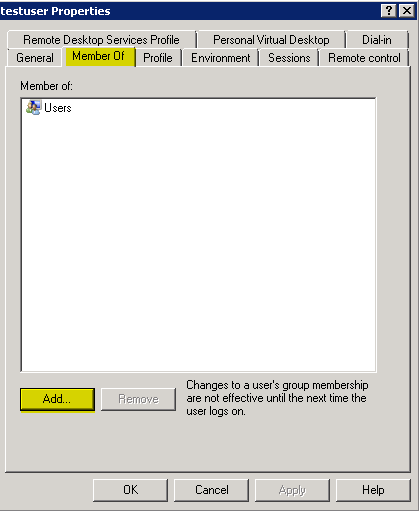 testuser Properties
Remote Desktop Services Profile Personal Virtual Desktop Dial-in
General Member Of Profile Environment Sessions Remote control
Member of:
Users
Add... Remove
Changes to a user's group membership
are not effective until the next time the
user logs on.
OK Cancel Apply Help